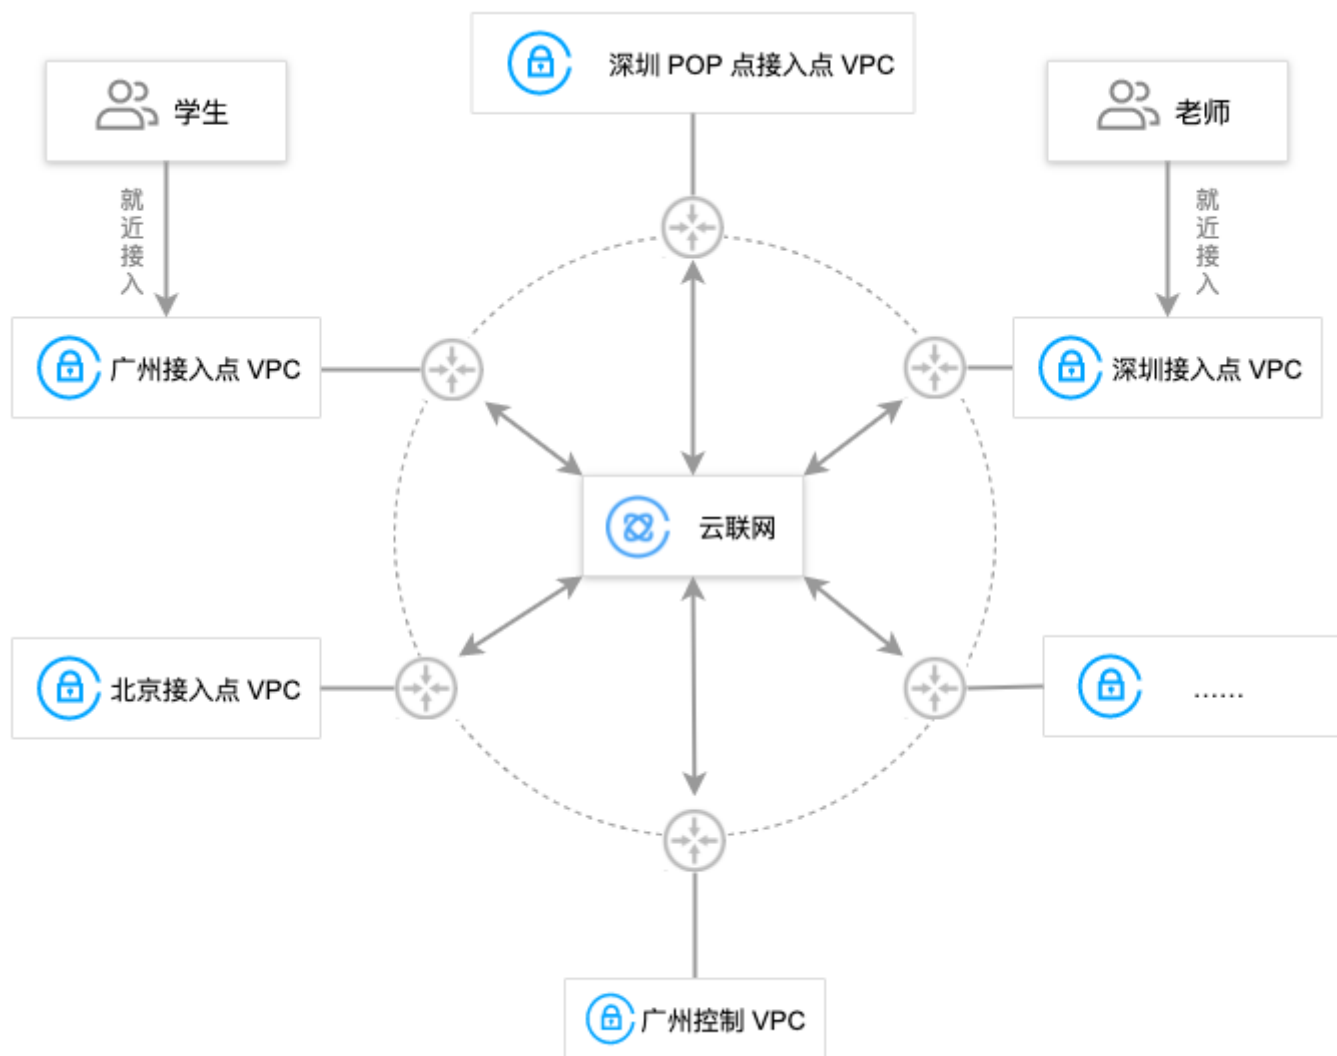 深圳 POP 点接入点 VPC
学生
老师
就近接入
就近接入
广州接入点 VPC
深圳接入点 VPC
云联网
北京接入点 VPC
......
广州控制 VPC